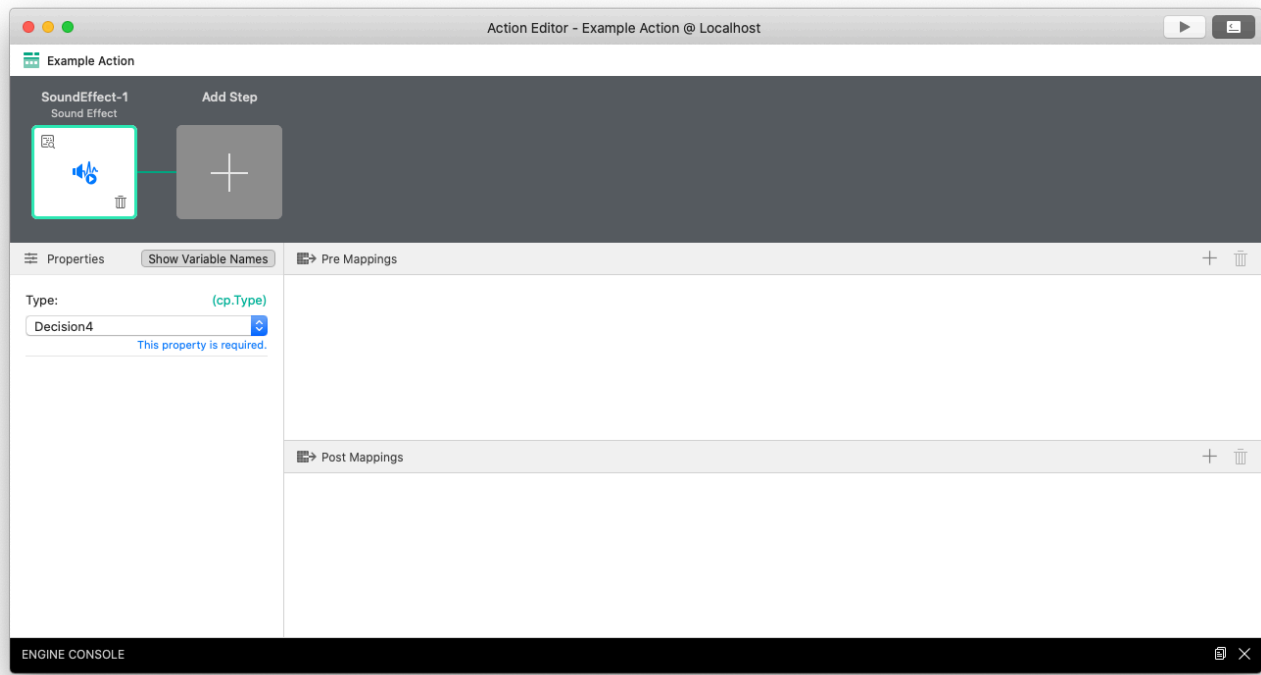 Action Editor - Example Action @ Localhost
Example Action
SoundEffect-1
Sound Effect
Add Step
Properties
Show Variable Names
Pre Mappings
Type:
(cp.Type)
Decision4
This property is required.
Post Mappings
ENGINE CONSOLE